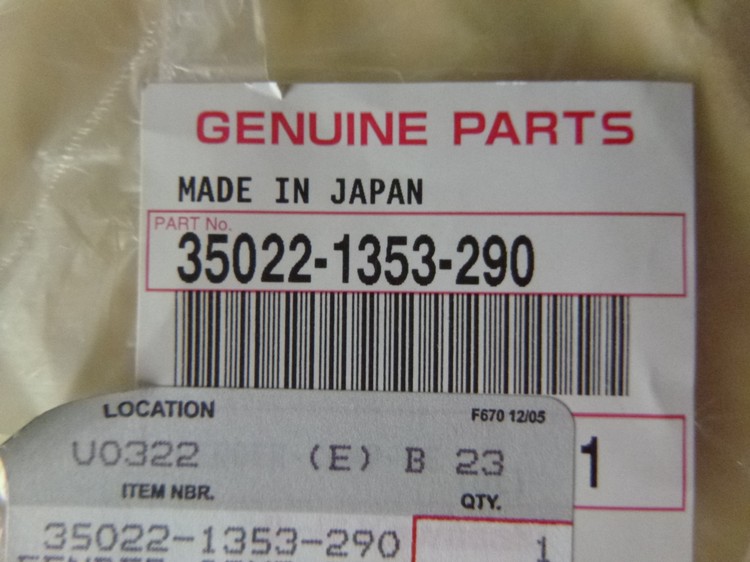 GENUINE PARTS
MADE IN JAPAN
PART No.
35022-1353-290
LOCATION
F670 12/05
U0322 (E) B 23
1
ITEM NBR.
QTY.
35022-1353-290
1